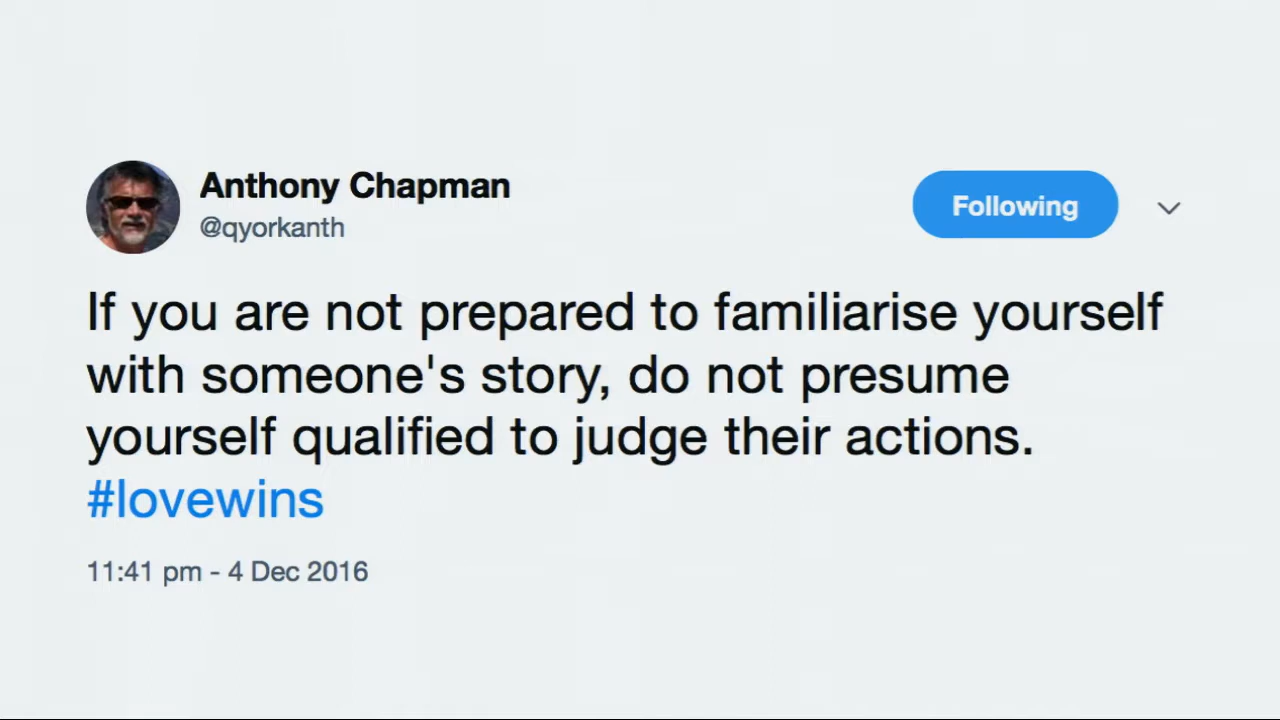 Anthony Chapman
@qyorkanth
Following
If you are not prepared to familiarise yourself
with someone's story, do not presume
yourself qualified to judge their actions.
#lovewins
11:41 pm - 4 Dec 2016